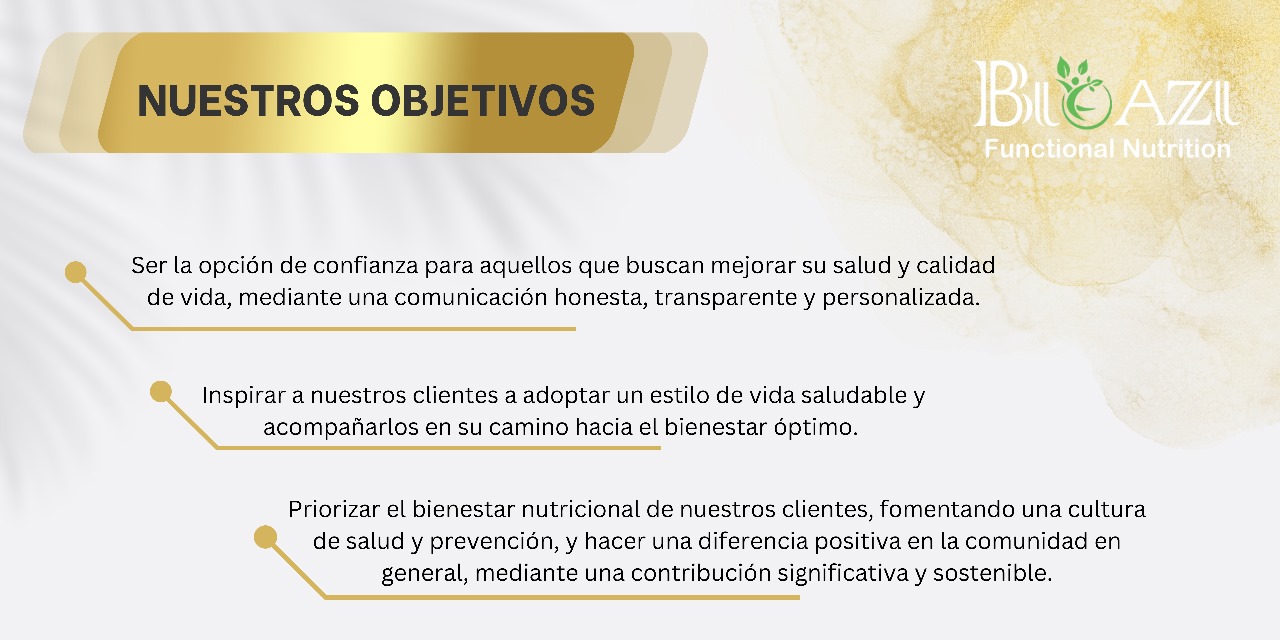 NUESTROS OBJETIVOS
BIOAZI
Functional Nutrition
Ser la opción de confianza para aquellos que buscan mejorar su salud y calidad
de vida, mediante una comunicación honesta, transparente y personalizada.
Inspirar a nuestros clientes a adoptar un estilo de vida saludable y
acompañarlos en su camino hacia el bienestar óptimo.
Priorizar el bienestar nutricional de nuestros clientes, fomentando una cultura
de salud y prevención, y hacer una diferencia positiva en la comunidad en
general, mediante una contribución significativa y sostenible.